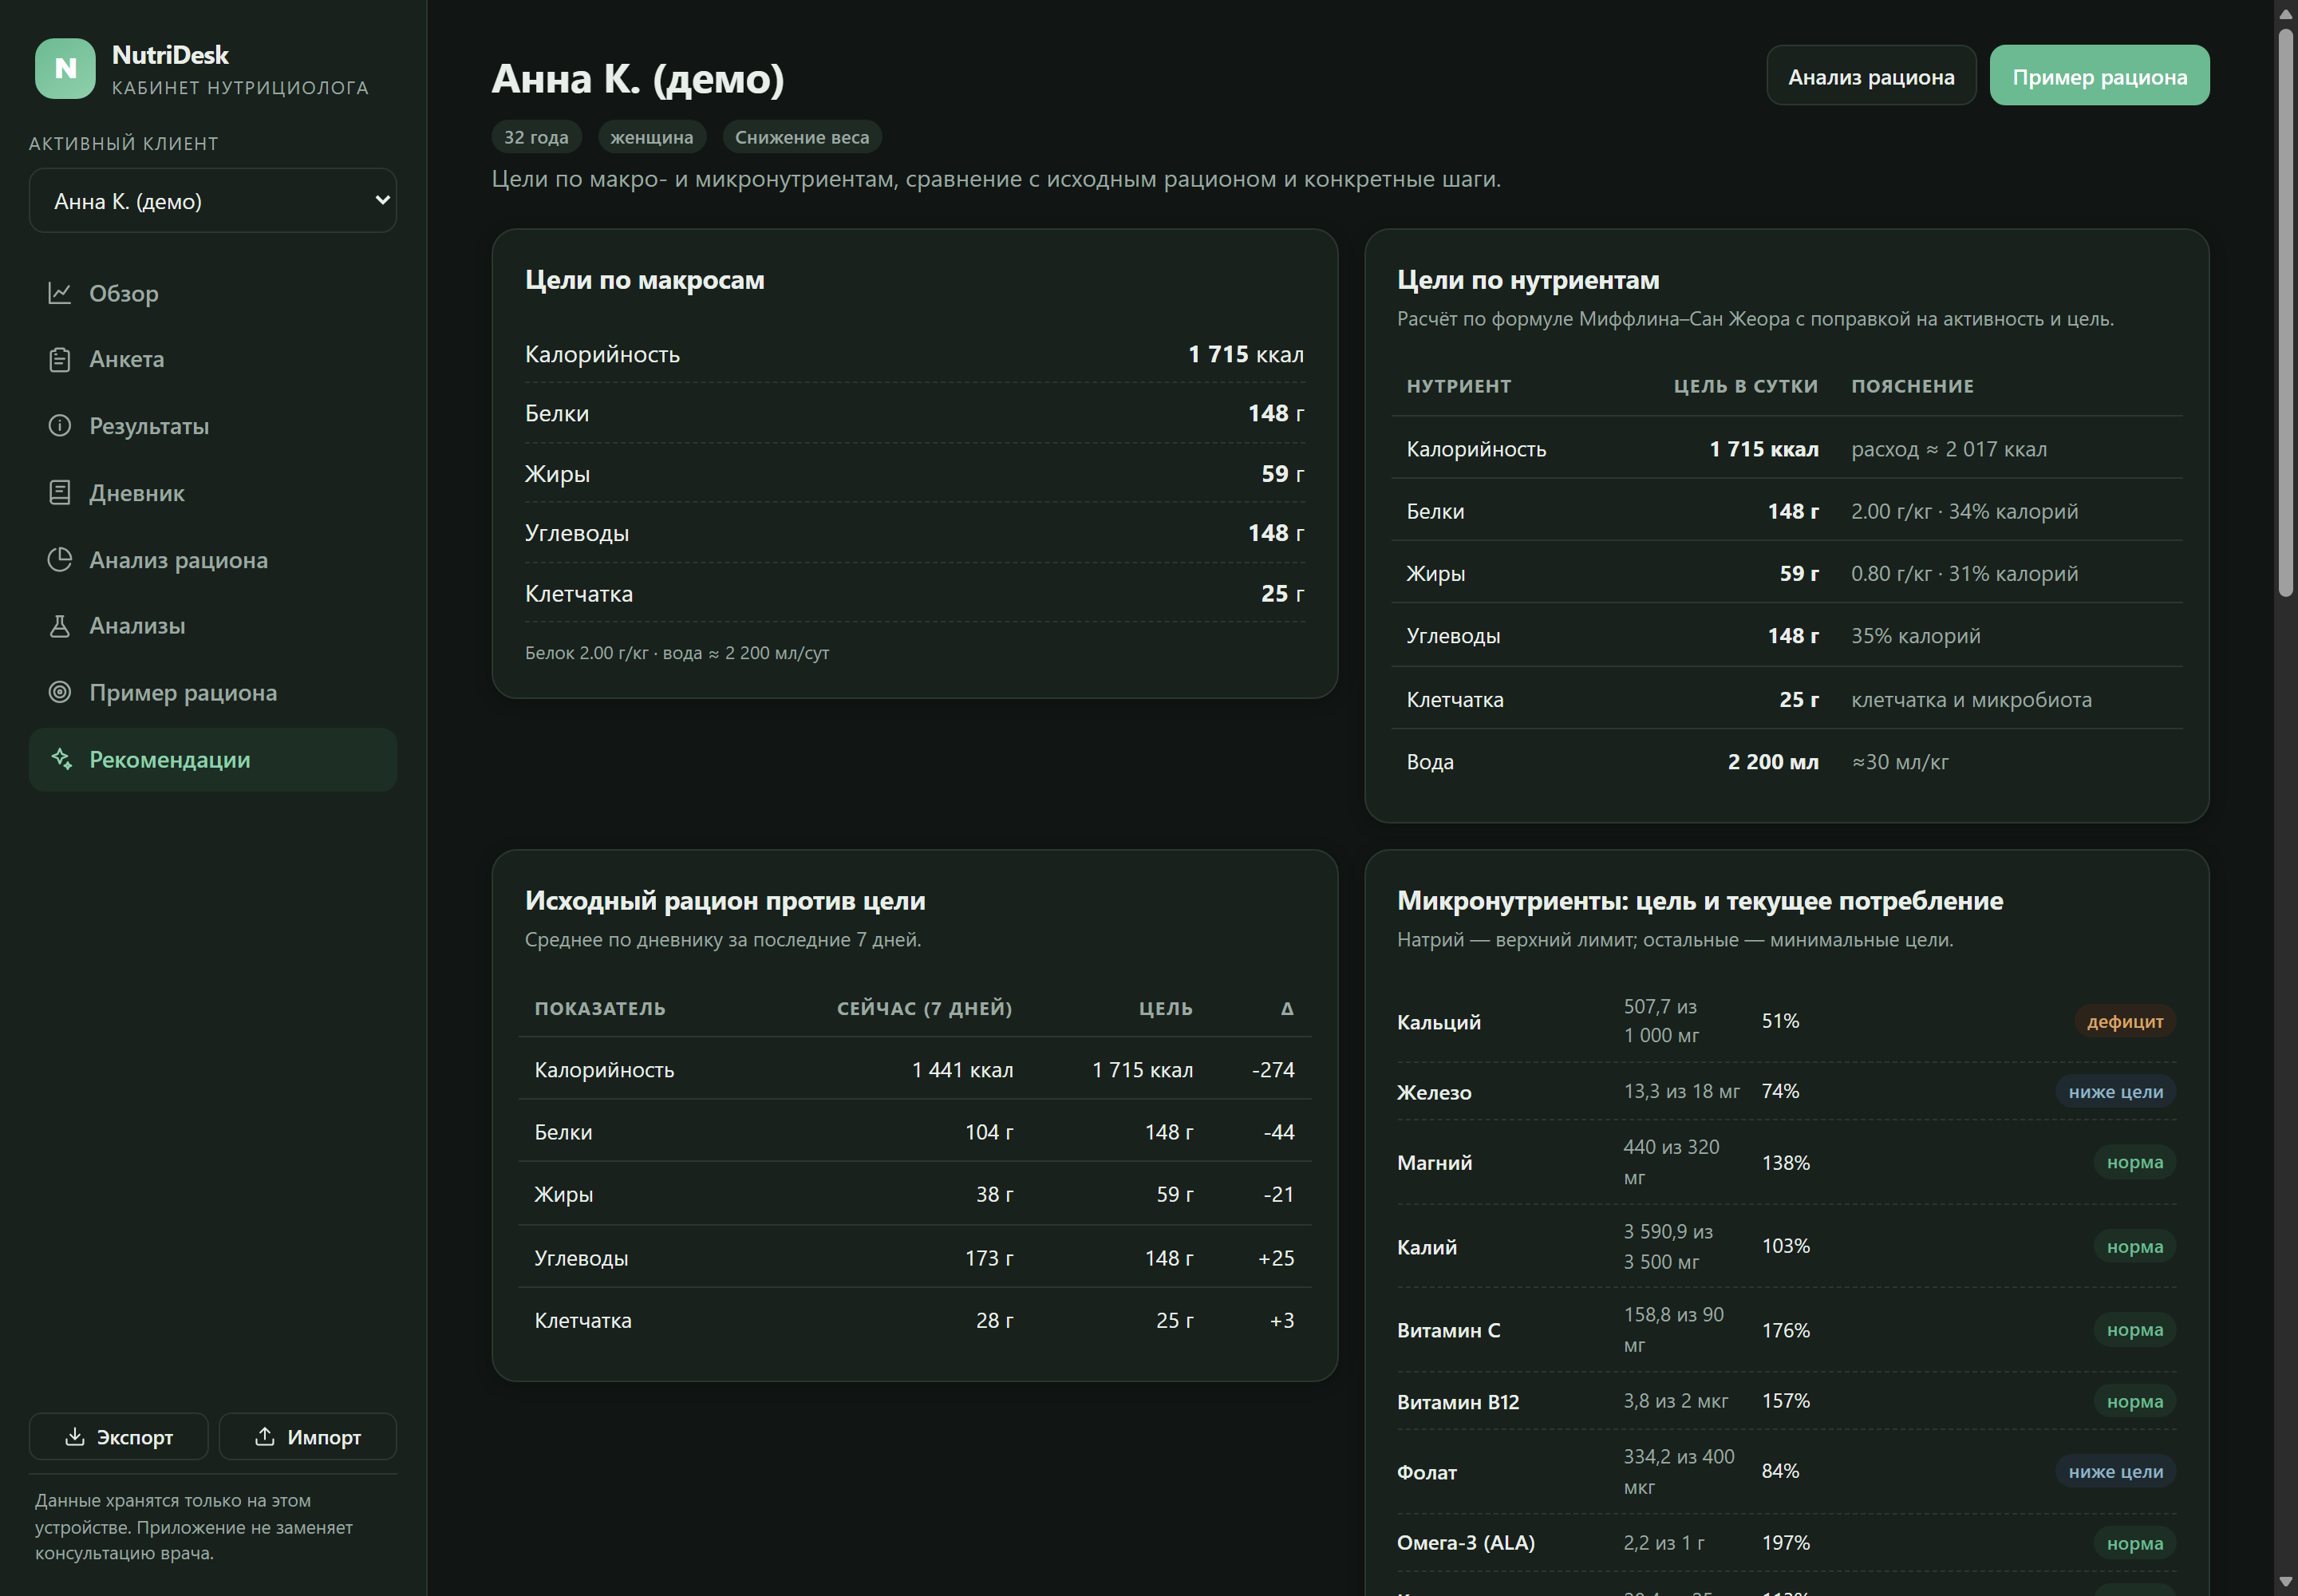 N
NutriDesk
КАБИНЕТ НУТРИЦИОЛОГА
АКТИВНЫЙ КЛИЕНТ
Анна К. (демо)
Обзор
Анкета
Результаты
Дневник
Анализ рациона
Анализы
Пример рациона
Рекомендации
Экспорт
Импорт
Данные хранятся только на этом
устройстве. Приложение не заменяет
консультацию врача.
Анна К. (демо)
Анализ рациона
Пример рациона
32 года
женщина
Снижение веса
Цели по макро- и микронутриентам, сравнение с исходным рационом и конкретные шаги.
Цели по макросам
Калорийность 1 715 ккал
Белки 148 г
Жиры 59 г
Углеводы 148 г
Клетчатка 25 г
Белок 2.00 г/кг · вода ≈ 2 200 мл/сут
Цели по нутриентам
Расчёт по формуле Миффлина–Сан Жеора с поправкой на активность и цель.
НУТРИЕНТ ЦЕЛЬ В СУТКИ ПОЯСНЕНИЕ
Калорийность 1 715 ккал расход ≈ 2 017 ккал
Белки 148 г 2.00 г/кг · 34% калорий
Жиры 59 г 0.80 г/кг · 31% калорий
Углеводы 148 г 35% калорий
Клетчатка 25 г клетчатка и микробиота
Вода 2 200 мл ≈30 мл/кг
Исходный рацион против цели
Среднее по дневнику за последние 7 дней.
ПОКАЗАТЕЛЬ СЕЙЧАС (7 ДНЕЙ) ЦЕЛЬ Δ
Калорийность 1 441 ккал 1 715 ккал -274
Белки 104 г 148 г -44
Жиры 38 г 59 г -21
Углеводы 173 г 148 г +25
Клетчатка 28 г 25 г +3
Микронутриенты: цель и текущее потребление
Натрий — верхний лимит; остальные — минимальные цели.
Кальций 507,7 из
1 000 мг 51% дефицит
Железо 13,3 из 18 мг 74% ниже цели
Магний 440 из 320
мг 138% норма
Калий 3 590,9 из
3 500 мг 103% норма
Витамин C 158,8 из 90
мг 176% норма
Витамин B12 3,8 из 2 мкг 157% норма
Фолат 334,2 из 400
мкг 84% ниже цели
Омега-3 (ALA) 2,2 из 1 г 197% норма